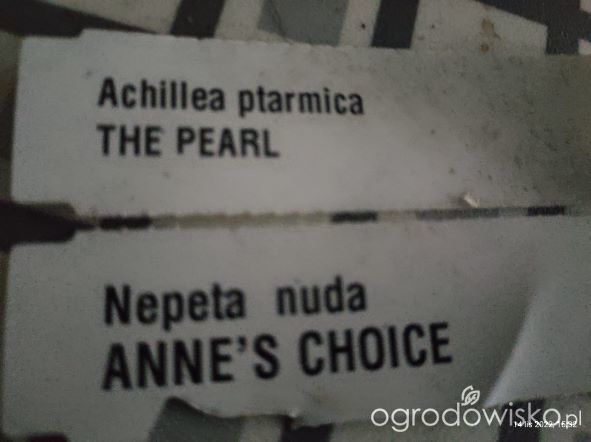 Achillea ptarmica
THE PEARL
Nepeta nuda
ANNE'S CHOICE
ogrodowisko.pl